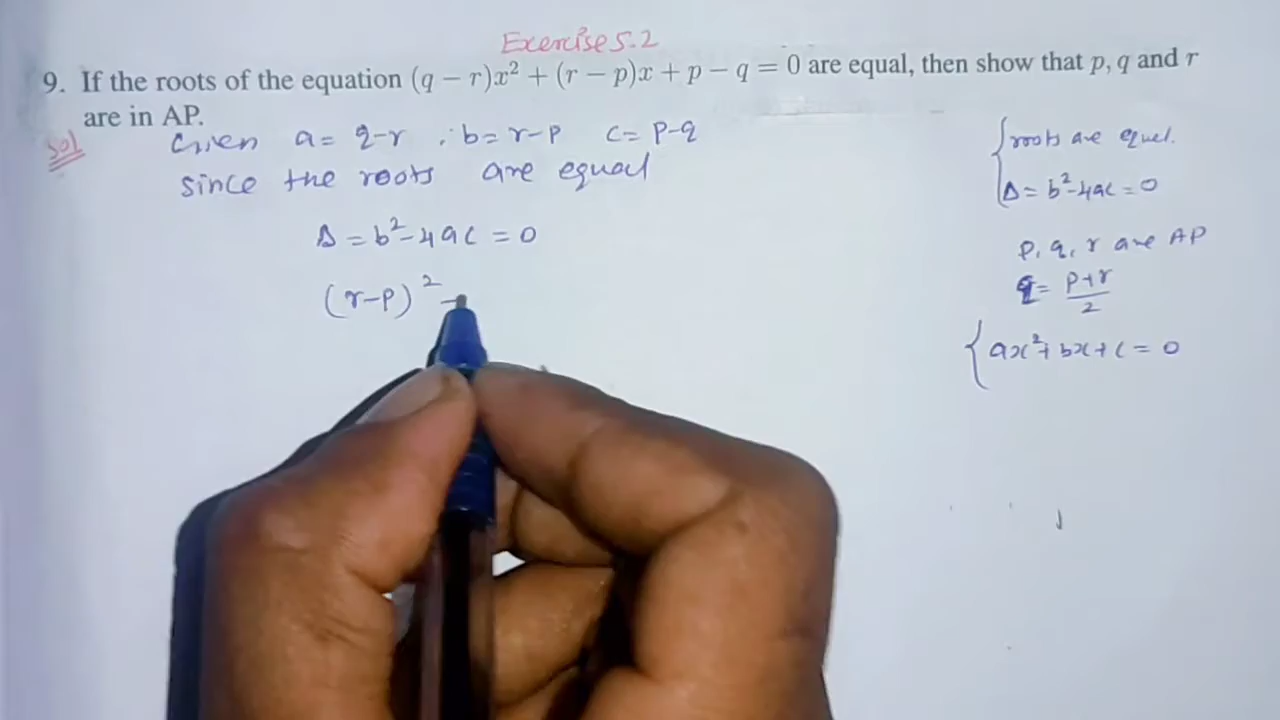 Exercise 5.2
9. If the roots of the equation (q − r)x² + (r − p)x + p − q = 0 are equal, then show that p, q and r
are in AP.
Sol Given a = q-r , b = r-p c = p-q
since the roots are equal
Δ = b²-4ac = 0
(r-p)² -
roots are equal.
Δ = b²-4ac = 0
p, q, r are AP
q = p+r/2
ax²+bx+c = 0